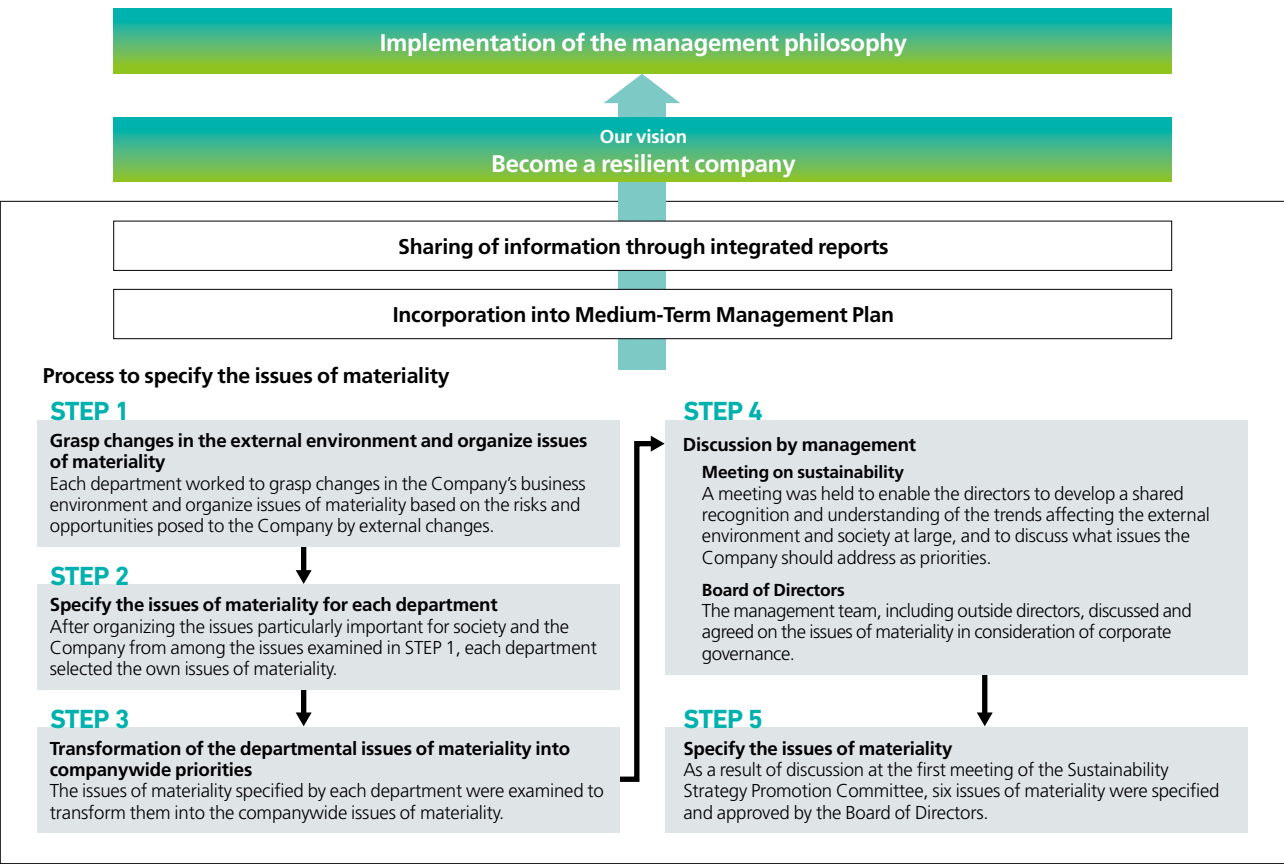 Implementation of the management philosophy
Our vision
Become a resilient company
Sharing of information through integrated reports
Incorporation into Medium-Term Management Plan
Process to specify the issues of materiality
STEP 1
Grasp changes in the external environment and organize issues
of materiality
Each department worked to grasp changes in the Company's business
environment and organize issues of materiality based on the risks and
opportunities posed to the Company by external changes.
STEP 2
Specify the issues of materiality for each department
After organizing the issues particularly important for society and the
Company from among the issues examined in STEP 1, each department
selected the own issues of materiality.
STEP 3
Transformation of the departmental issues of materiality into
companywide priorities
The issues of materiality specified by each department were examined to
transform them into the companywide issues of materiality.
STEP 4
Discussion by management
Meeting on sustainability
A meeting was held to enable the directors to develop a shared
recognition and understanding of the trends affecting the external
environment and society at large, and to discuss what issues the
Company should address as priorities.
Board of Directors
The management team, including outside directors, discussed and
agreed on the issues of materiality in consideration of corporate
governance.
STEP 5
Specify the issues of materiality
As a result of discussion at the first meeting of the Sustainability
Strategy Promotion Committee, six issues of materiality were specified
and approved by the Board of Directors.